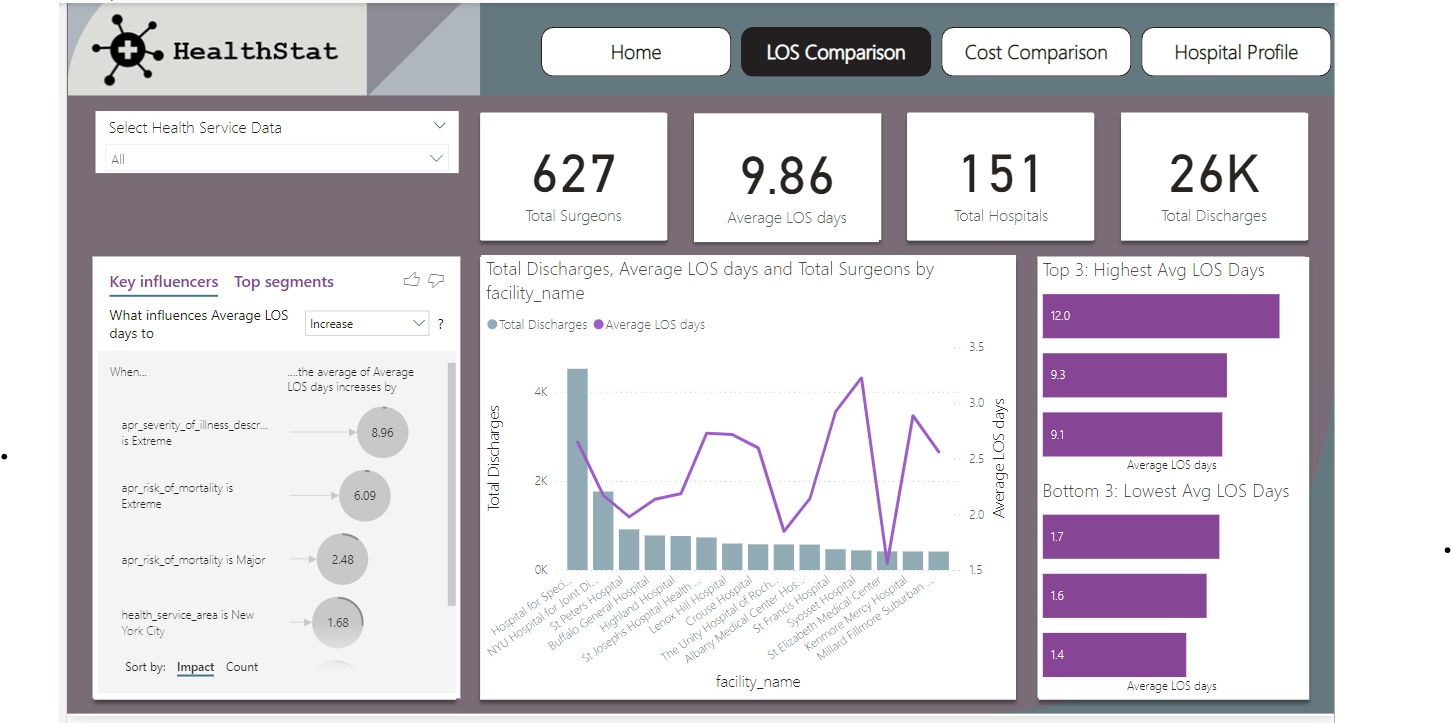 HealthStat
Home
LOS Comparison
Cost Comparison
Hospital Profile
Select Health Service Data
All
627
Total Surgeons
9.86
Average LOS days
151
Total Hospitals
26K
Total Discharges
Key influencers
Top segments
What influences Average LOS
days to
Increase
?
When...
....the average of Average
LOS days increases by
apr_severity_of_illness_descr...
is Extreme
8.96
apr_risk_of_mortality is
Extreme
6.09
apr_risk_of_mortality is Major
2.48
health_service_area is New
York City
1.68
Sort by:
Impact
Count
Total Discharges, Average LOS days and Total Surgeons by
facility_name
Total Discharges
Average LOS days
Total Discharges
4K
2K
0K
3.5
3.0
2.5
2.0
1.5
Average LOS days
Hospital for Speci...
NYU Hospital for Joint Di...
St Peters Hospital
Buffalo General Hospital
Highland Hospital
St Josephs Hospital Health ...
Lenox Hill Hospital
Crouse Hospital
The Unity Hospital of Roch...
Albany Medical Center Hos...
St Francis Hospital
Syosset Hospital
St Elizabeth Medical Center
Kenmore Mercy Hospital
Millard Fillmore Suburban ...
facility_name
Top 3: Highest Avg LOS Days
12.0
9.3
9.1
Average LOS days
Bottom 3: Lowest Avg LOS Days
1.7
1.6
1.4
Average LOS days